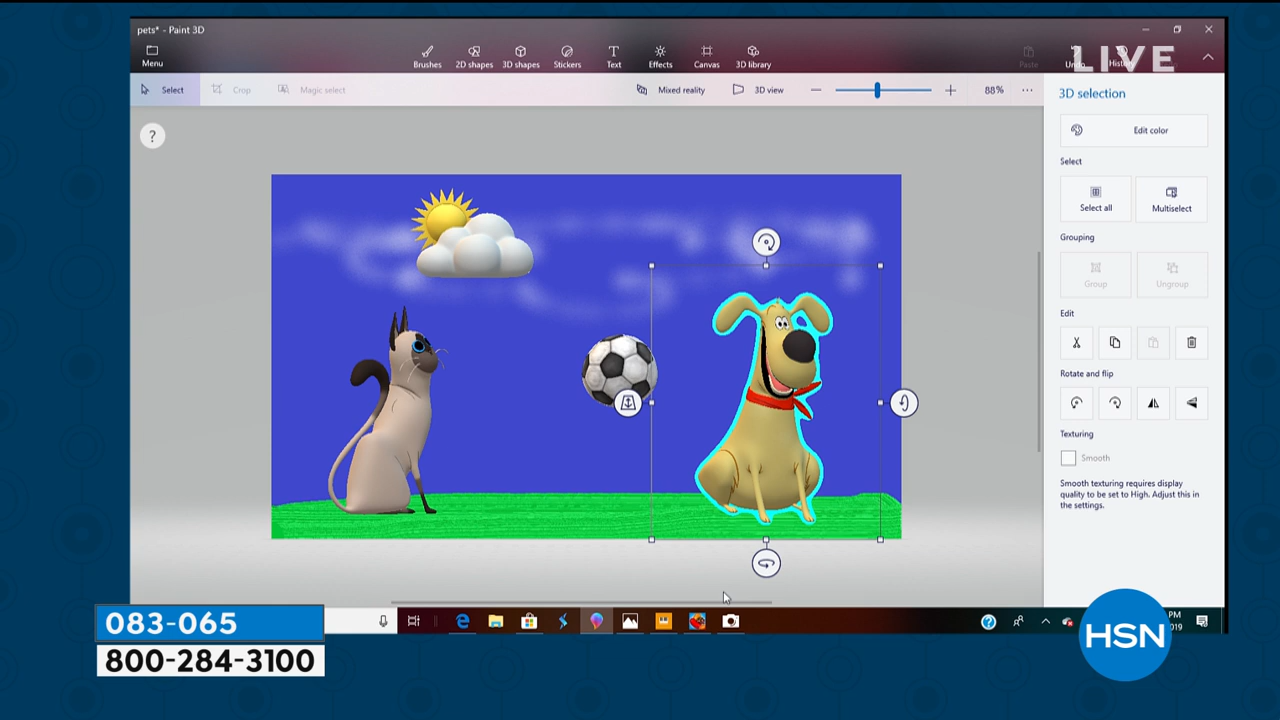 pets* - Paint 3D
Menu
Brushes
2D shapes
3D shapes
Stickers
Text
Effects
Canvas
3D library
Paste
Undo
LIVE
Select
Crop
Magic select
Mixed reality
3D view
88%
3D selection
Edit color
Select
Select all
Multiselect
Grouping
Group
Ungroup
Edit
Rotate and flip
Texturing
Smooth
Smooth texturing requires display
quality to be set to High. Adjust this in
the settings.
?
083-065
800-284-3100
PM
HSN